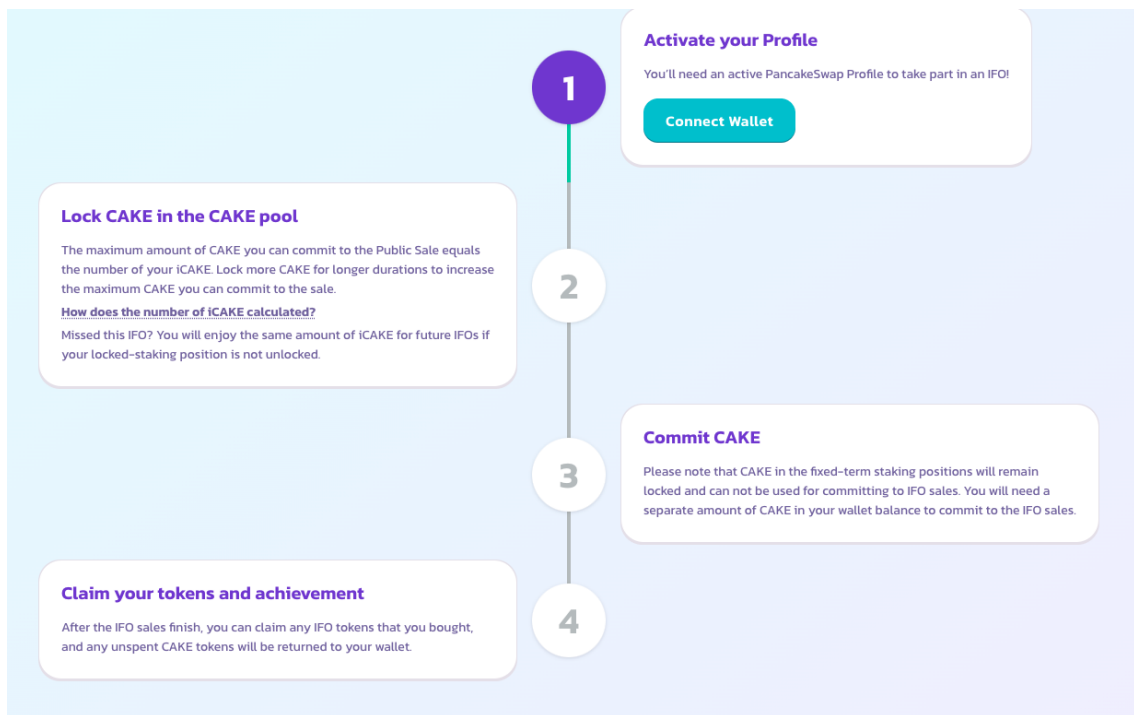 1
Activate your Profile
You'll need an active PancakeSwap Profile to take part in an IFO!
Connect Wallet
Lock CAKE in the CAKE pool
The maximum amount of CAKE you can commit to the Public Sale equals
the number of your iCAKE. Lock more CAKE for longer durations to increase
the maximum CAKE you can commit to the sale.
How does the number of iCAKE calculated?
Missed this IFO? You will enjoy the same amount of iCAKE for future IFOs if
your locked-staking position is not unlocked.
2
3
Commit CAKE
Please note that CAKE in the fixed-term staking positions will remain
locked and can not be used for committing to IFO sales. You will need a
separate amount of CAKE in your wallet balance to commit to the IFO sales.
Claim your tokens and achievement
After the IFO sales finish, you can claim any IFO tokens that you bought,
and any unspent CAKE tokens will be returned to your wallet.
4